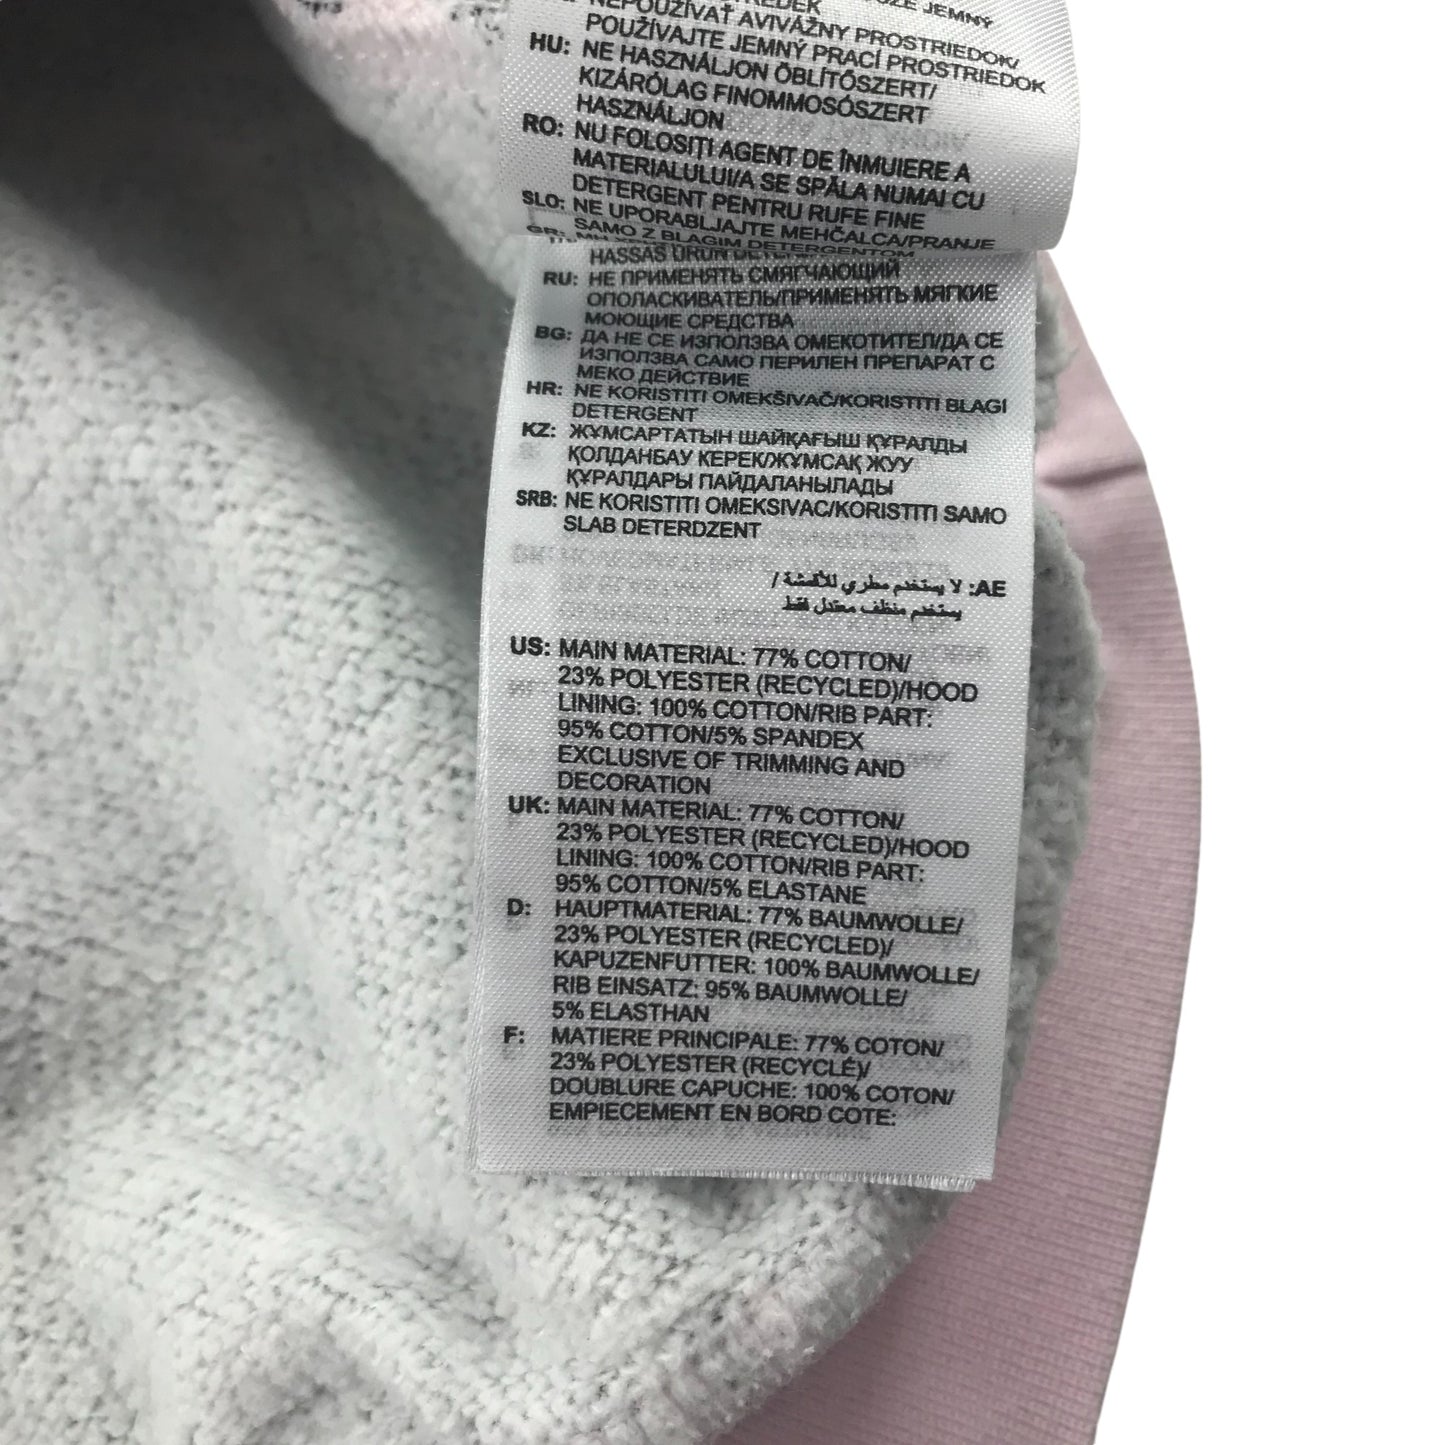 JEMNÝ
NEPOUŽÍVAŤ AVIVÁŽNY PROSTRIEDOK/
POUŽÍVAJTE JEMNÝ PRACÍ PROSTRIEDOK
HU: NE HASZNÁLJON ÖBLÍTŐSZERT/
KIZÁRÓLAG FINOMMOSÓSZERT
HASZNÁLJON
RO: NU FOLOSIȚI AGENT DE ÎNMUIERE A
MATERIALULUI/A SE SPĂLA NUMAI CU
DETERGENT PENTRU RUFE FINE
SLO: NE UPORABLJAJTE MEHČALCA/PRANJE
SAMO Z BLAGIM DETERGENTOM
HASSAS ÜRÜN
RU: НЕ ПРИМЕНЯТЬ СМЯГЧАЮЩИЙ
ОПОЛАСКИВАТЕЛЬ/ПРИМЕНЯТЬ МЯГКИЕ
МОЮЩИЕ СРЕДСТВА
BG: ДА НЕ СЕ ИЗПОЛЗВА ОМЕКОТИТЕЛ/ДА СЕ
ИЗПОЛЗВА САМО ПЕРИЛЕН ПРЕПАРАТ С
МЕКО ДЕЙСТВИЕ
HR: NE KORISTITI OMEKŠIVAČ/KORISTITI BLAGI
DETERGENT
KZ: ЖҰМСАРТАТЫН ШАЙҚАҒЫШ ҚҰРАЛДЫ
ҚОЛДАНБАУ КЕРЕК/ЖҰМСАҚ ЖУУ
ҚҰРАЛДАРЫ ПАЙДАЛАНЫЛАДЫ
SRB: NE KORISTITI OMEKSIVAC/KORISTITI SAMO
SLAB DETERDZENT
AE: لا يستخدم مطري للأقمشة /
يستخدم منظف معتدل فقط
US: MAIN MATERIAL: 77% COTTON/
23% POLYESTER (RECYCLED)/HOOD
LINING: 100% COTTON/RIB PART:
95% COTTON/5% SPANDEX
EXCLUSIVE OF TRIMMING AND
DECORATION
UK: MAIN MATERIAL: 77% COTTON/
23% POLYESTER (RECYCLED)/HOOD
LINING: 100% COTTON/RIB PART:
95% COTTON/5% ELASTANE
D: HAUPTMATERIAL: 77% BAUMWOLLE/
23% POLYESTER (RECYCLED)/
KAPUZENFUTTER: 100% BAUMWOLLE/
RIB EINSATZ: 95% BAUMWOLLE/
5% ELASTHAN
F: MATIERE PRINCIPALE: 77% COTON/
23% POLYESTER (RECYCLÉ)/
DOUBLURE CAPUCHE: 100% COTON/
EMPIECEMENT EN BORD COTE: